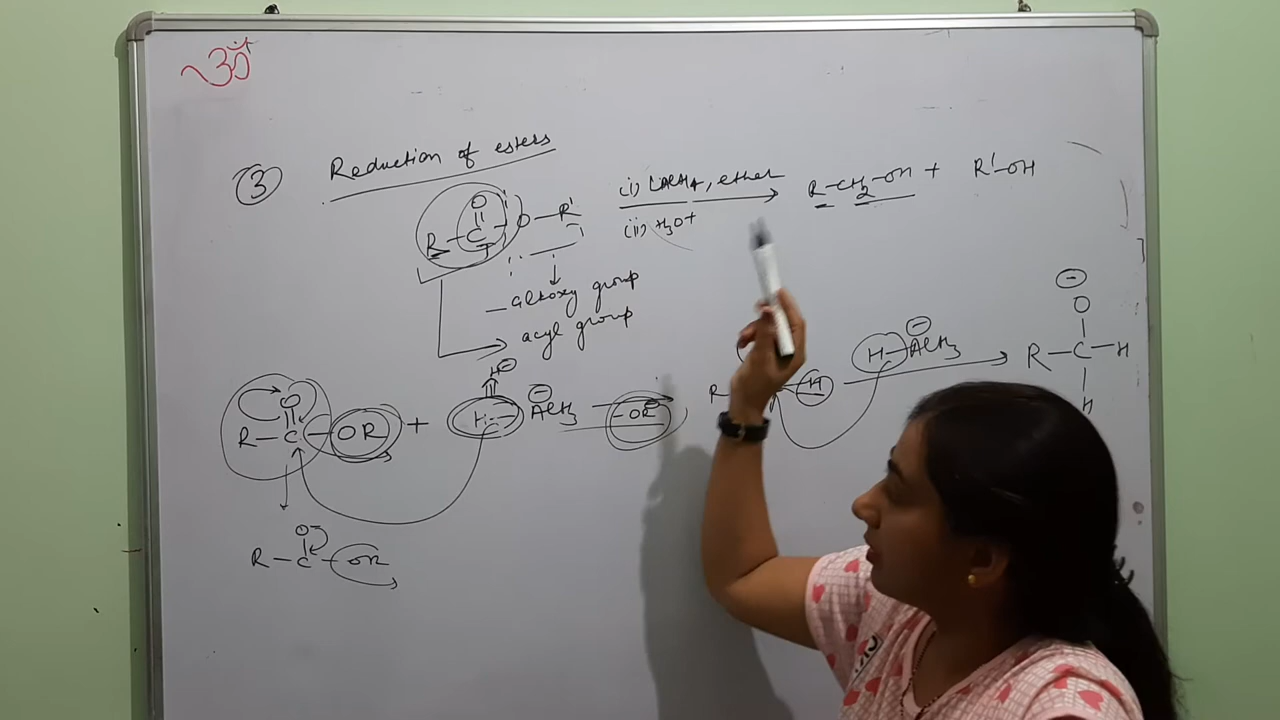 ॐ
③ Reduction of esters
O
R–C–O–R'
(i) LiAlH4, ether
(ii) H3O+
R–CH2–OH + R'–OH
– alkoxy group
acyl group
H⊖
⊖
O
R–C–OR + H–AlH3
⊖
–OR⊖
R
H
H–AlH3
⊖
⊖
O
R–C–H
H
O
R–C–OR